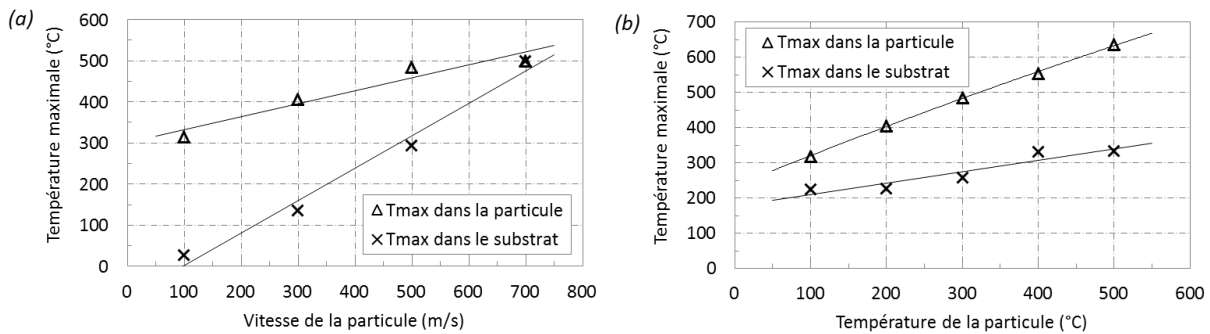 (a)
Température maximale (°C)
600
500
400
300
200
100
0
Tmax dans la particule
Tmax dans le substrat
0 100 200 300 400 500 600 700 800
Vitesse de la particule (m/s)
(b)
Température maximale (°C)
700
600
500
400
300
200
100
0
Tmax dans la particule
Tmax dans le substrat
0 100 200 300 400 500 600
Température de la particule (°C)